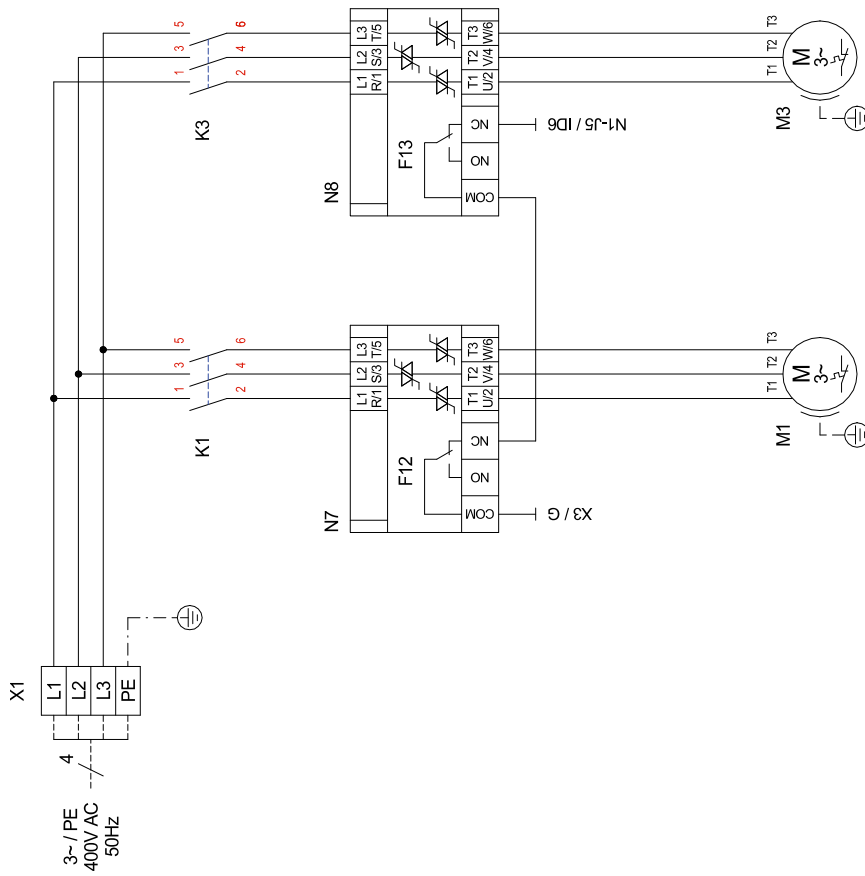 3~ / PE
400V AC
50Hz
4
X1
L1
L2
L3
PE
K1
1
3
5
2
4
6
N7
L1 L2 L3
R/1 S/3 T/5
F12
COM NO NC
T1 T2 T3
U/2 V/4 W/6
X3 / G
T1
T2
T3
M1
M
3~
K3
1
3
5
2
4
6
N8
L1 L2 L3
R/1 S/3 T/5
F13
COM NO NC
T1 T2 T3
U/2 V/4 W/6
N1-J5 / ID6
T1
T2
T3
M3
M
3~